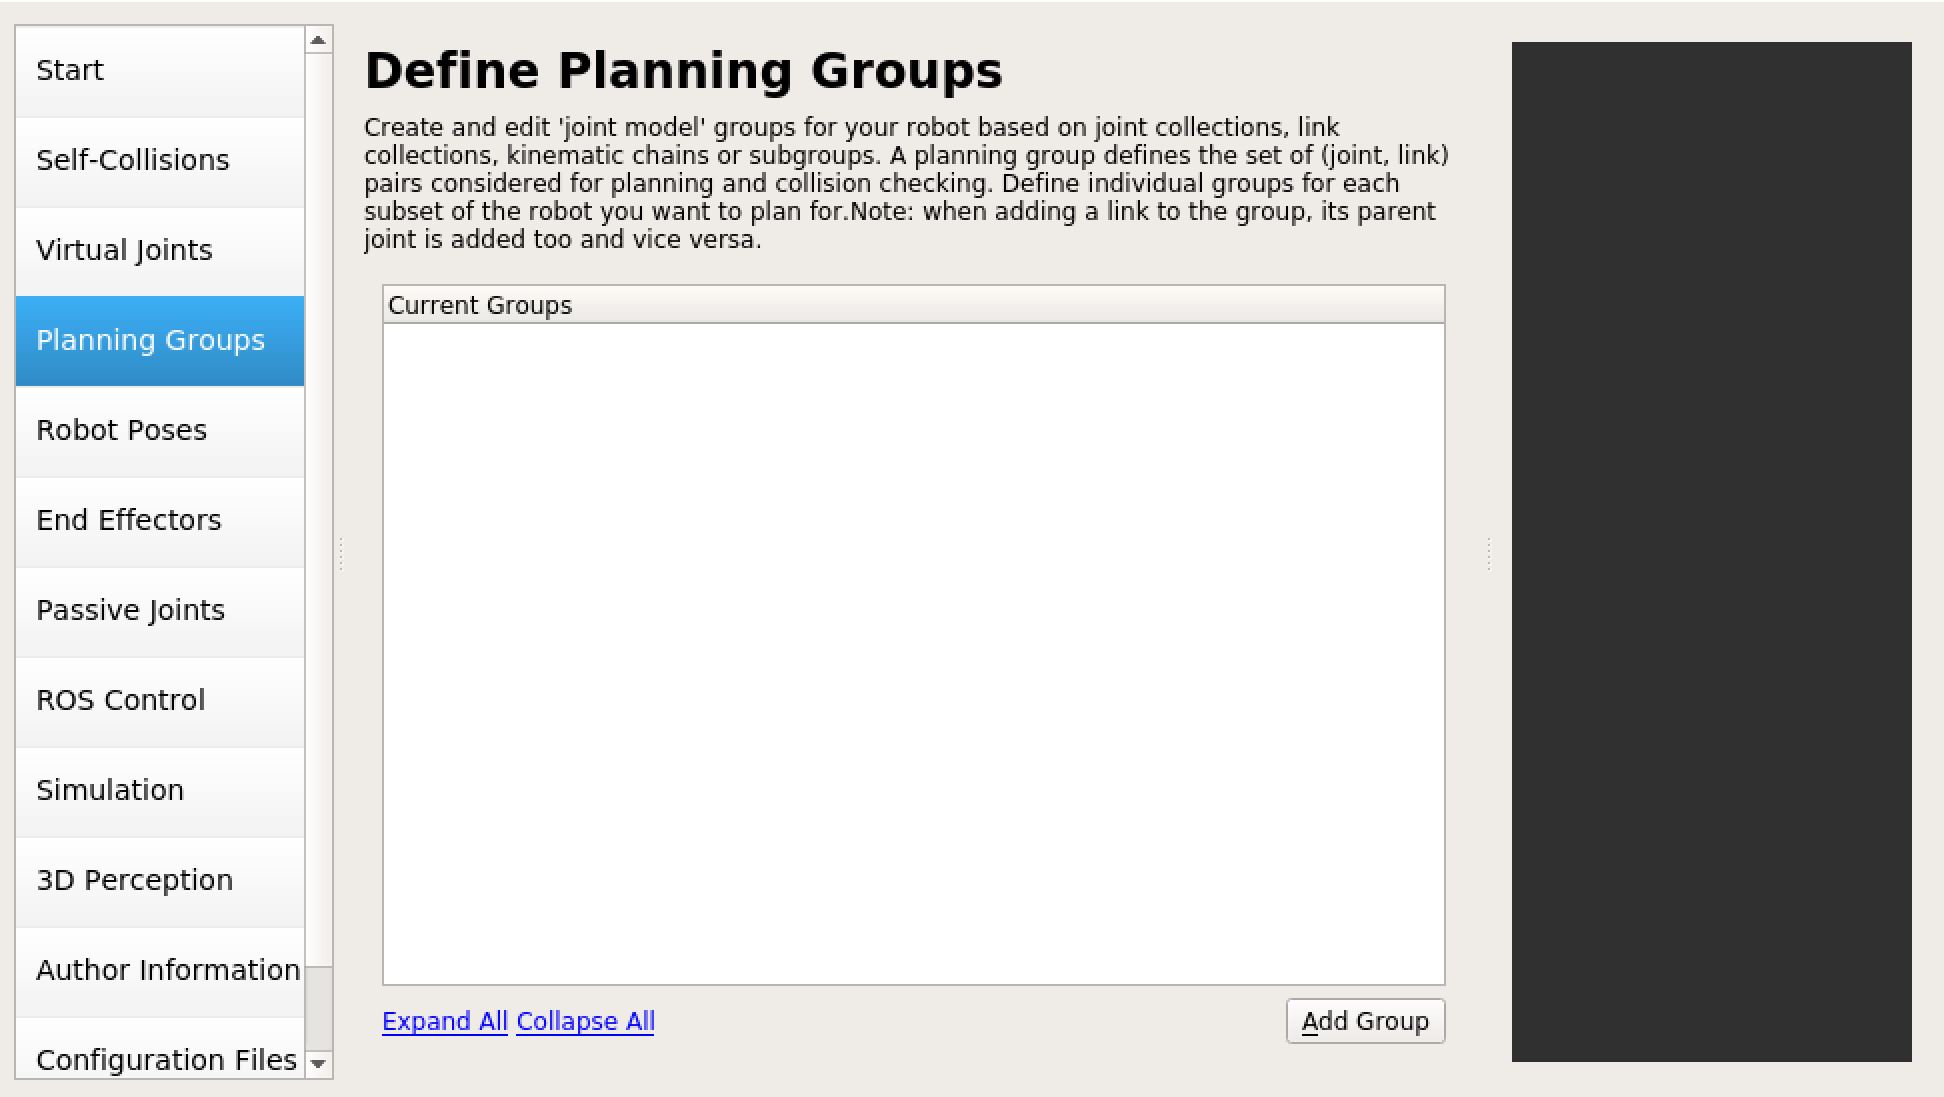 Start
Self-Collisions
Virtual Joints
Planning Groups
Robot Poses
End Effectors
Passive Joints
ROS Control
Simulation
3D Perception
Author Information
Configuration Files
Define Planning Groups
Create and edit 'joint model' groups for your robot based on joint collections, link
collections, kinematic chains or subgroups. A planning group defines the set of (joint, link)
pairs considered for planning and collision checking. Define individual groups for each
subset of the robot you want to plan for.Note: when adding a link to the group, its parent
joint is added too and vice versa.
Current Groups
Expand All Collapse All
Add Group